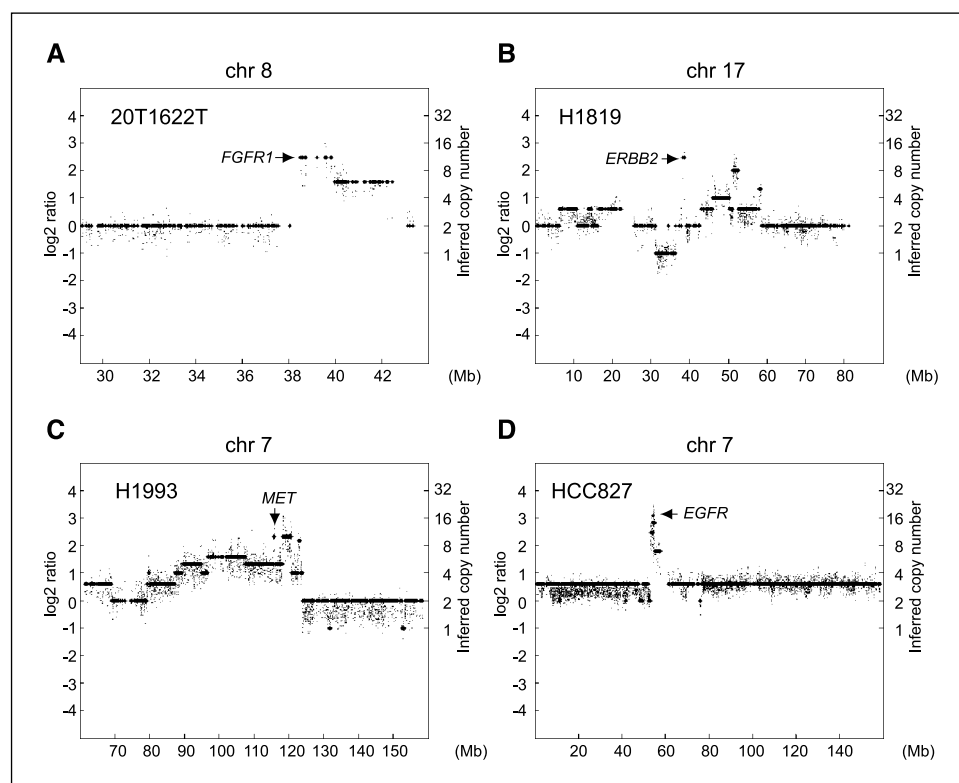 A
chr 8
20T1622T
FGFR1
log2 ratio
4
3
2
1
0
-1
-2
-3
-4
32
16
8
4
2
1
Inferred copy number
30 32 34 36 38 40 42 (Mb)
B
chr 17
H1819
ERBB2
log2 ratio
4
3
2
1
0
-1
-2
-3
-4
32
16
8
4
2
1
Inferred copy number
10 20 30 40 50 60 70 80 (Mb)
C
chr 7
H1993
MET
log2 ratio
4
3
2
1
0
-1
-2
-3
-4
32
16
8
4
2
1
Inferred copy number
70 80 90 100 110 120 130 140 150 (Mb)
D
chr 7
HCC827
EGFR
log2 ratio
4
3
2
1
0
-1
-2
-3
-4
32
16
8
4
2
1
Inferred copy number
20 40 60 80 100 120 140 (Mb)